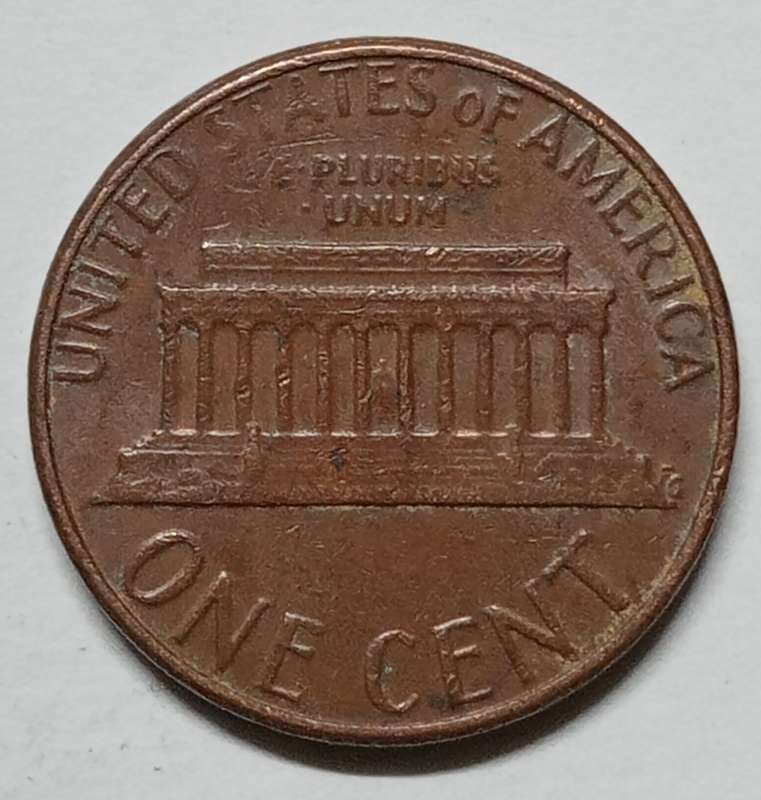 UNITED STATES OF AMERICA
E·PLURIBUS
·UNUM
ONE CENT